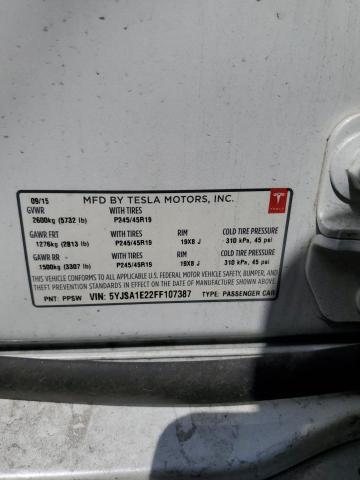 09/15 MFD BY TESLA MOTORS, INC.
GVWR WITH TIRES
2600kg (5732 lb) P245/45R19
GAWR FRT WITH TIRES RIM COLD TIRE PRESSURE
1276kg (2813 lb) P245/45R19 19X8 J 310 kPa, 45 psi
GAWR RR WITH TIRES RIM COLD TIRE PRESSURE
1500kg (3307 lb) P245/45R19 19X8 J 310 kPa, 45 psi
THIS VEHICLE CONFORMS TO ALL APPLICABLE U.S. FEDERAL MOTOR VEHICLE SAFETY, BUMPER, AND
THEFT PREVENTION STANDARDS IN EFFECT ON THE DATE OF MANUFACTURE SHOWN ABOVE.
PNT: PPSW VIN: 5YJSA1E22FF107387 TYPE: PASSENGER CAR
TESLA